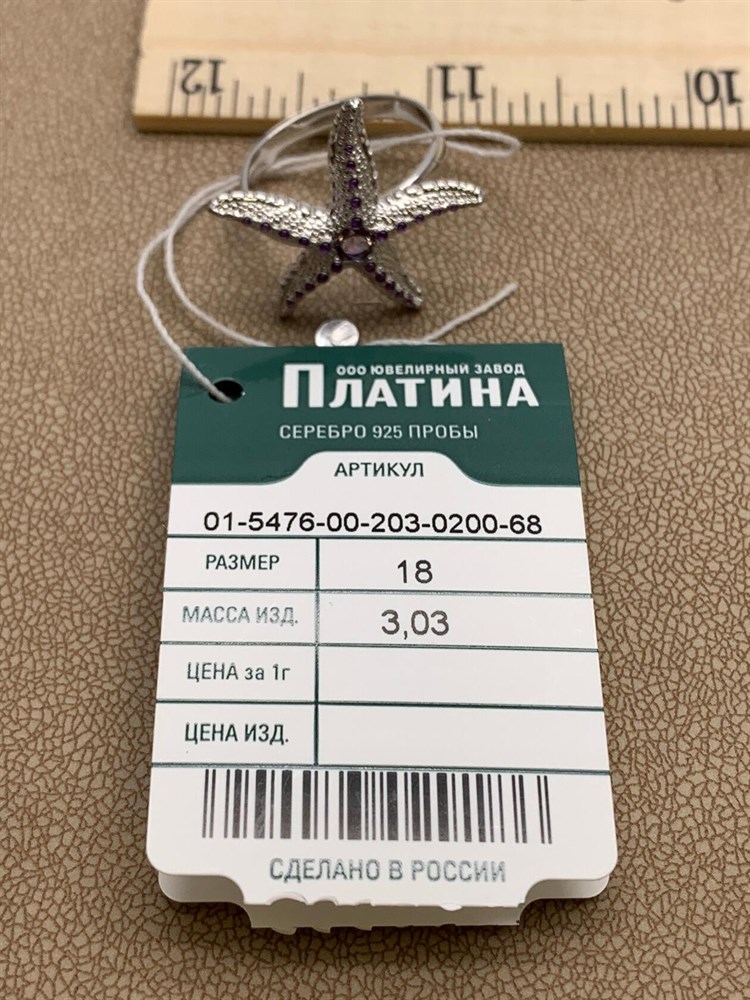 12 11 10
ООО ЮВЕЛИРНЫЙ ЗАВОД
ПЛАТИНА
СЕРЕБРО 925 ПРОБЫ
АРТИКУЛ
01-5476-00-203-0200-68
РАЗМЕР 18
МАССА ИЗД. 3,03
ЦЕНА за 1г
ЦЕНА ИЗД.
СДЕЛАНО В РОССИИ